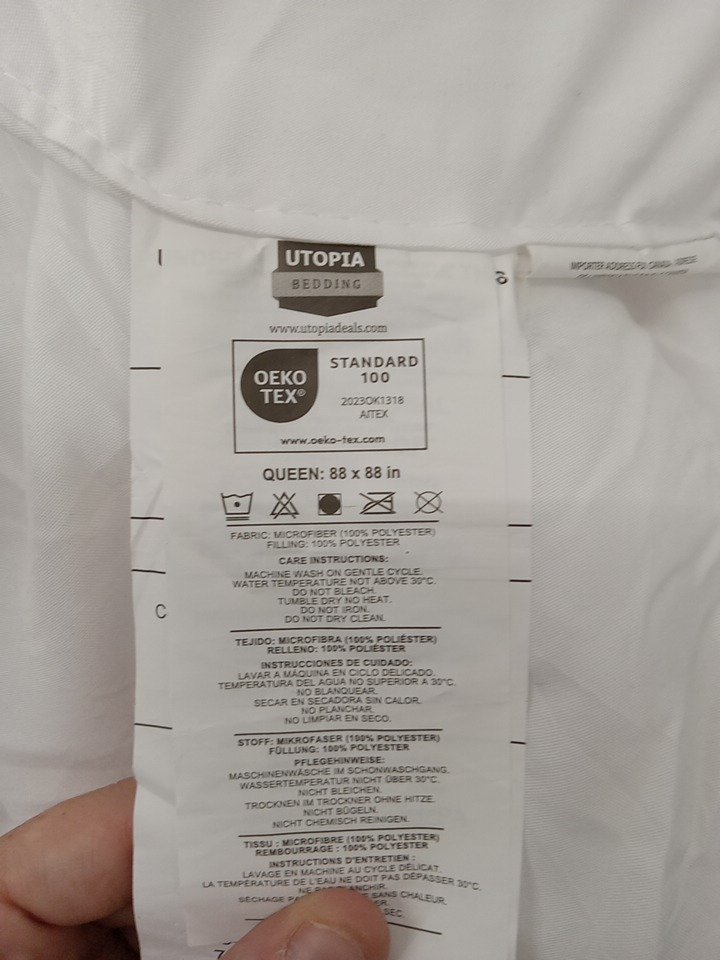 UTOPIA
BEDDING
www.utopiadeals.com
OEKO
TEX®
STANDARD
100
2023OK1318
AITEX
www.oeko-tex.com
QUEEN: 88 x 88 in
FABRIC: MICROFIBER (100% POLYESTER)
FILLING: 100% POLYESTER
CARE INSTRUCTIONS:
MACHINE WASH ON GENTLE CYCLE.
WATER TEMPERATURE NOT ABOVE 30°C.
DO NOT BLEACH.
TUMBLE DRY NO HEAT.
DO NOT IRON.
DO NOT DRY CLEAN.
TEJIDO: MICROFIBRA (100% POLIÉSTER)
RELLENO: 100% POLIÉSTER
INSTRUCCIONES DE CUIDADO:
LAVAR A MÁQUINA EN CICLO DELICADO.
TEMPERATURA DEL AGUA NO SUPERIOR A 30°C.
NO BLANQUEAR.
SECAR EN SECADORA SIN CALOR.
NO PLANCHAR.
NO LIMPIAR EN SECO.
STOFF: MIKROFASER (100% POLYESTER)
FÜLLUNG: 100% POLYESTER
PFLEGEHINWEISE:
MASCHINENWÄSCHE IM SCHONWASCHGANG.
WASSERTEMPERATUR NICHT ÜBER 30°C.
NICHT BLEICHEN.
TROCKNEN IM TROCKNER OHNE HITZE.
NICHT BÜGELN.
NICHT CHEMISCH REINIGEN.
TISSU : MICROFIBRE (100% POLYESTER)
REMBOURRAGE : 100% POLYESTER
INSTRUCTIONS D'ENTRETIEN :
LAVAGE EN MACHINE AU CYCLE DÉLICAT.
LA TEMPÉRATURE DE L'EAU NE DOIT PAS DÉPASSER 30°C.
NE PAS BLANCHIR.
SÉCHAGE SANS CHALEUR.
SEC.
IMPORTER ADDRESS
C